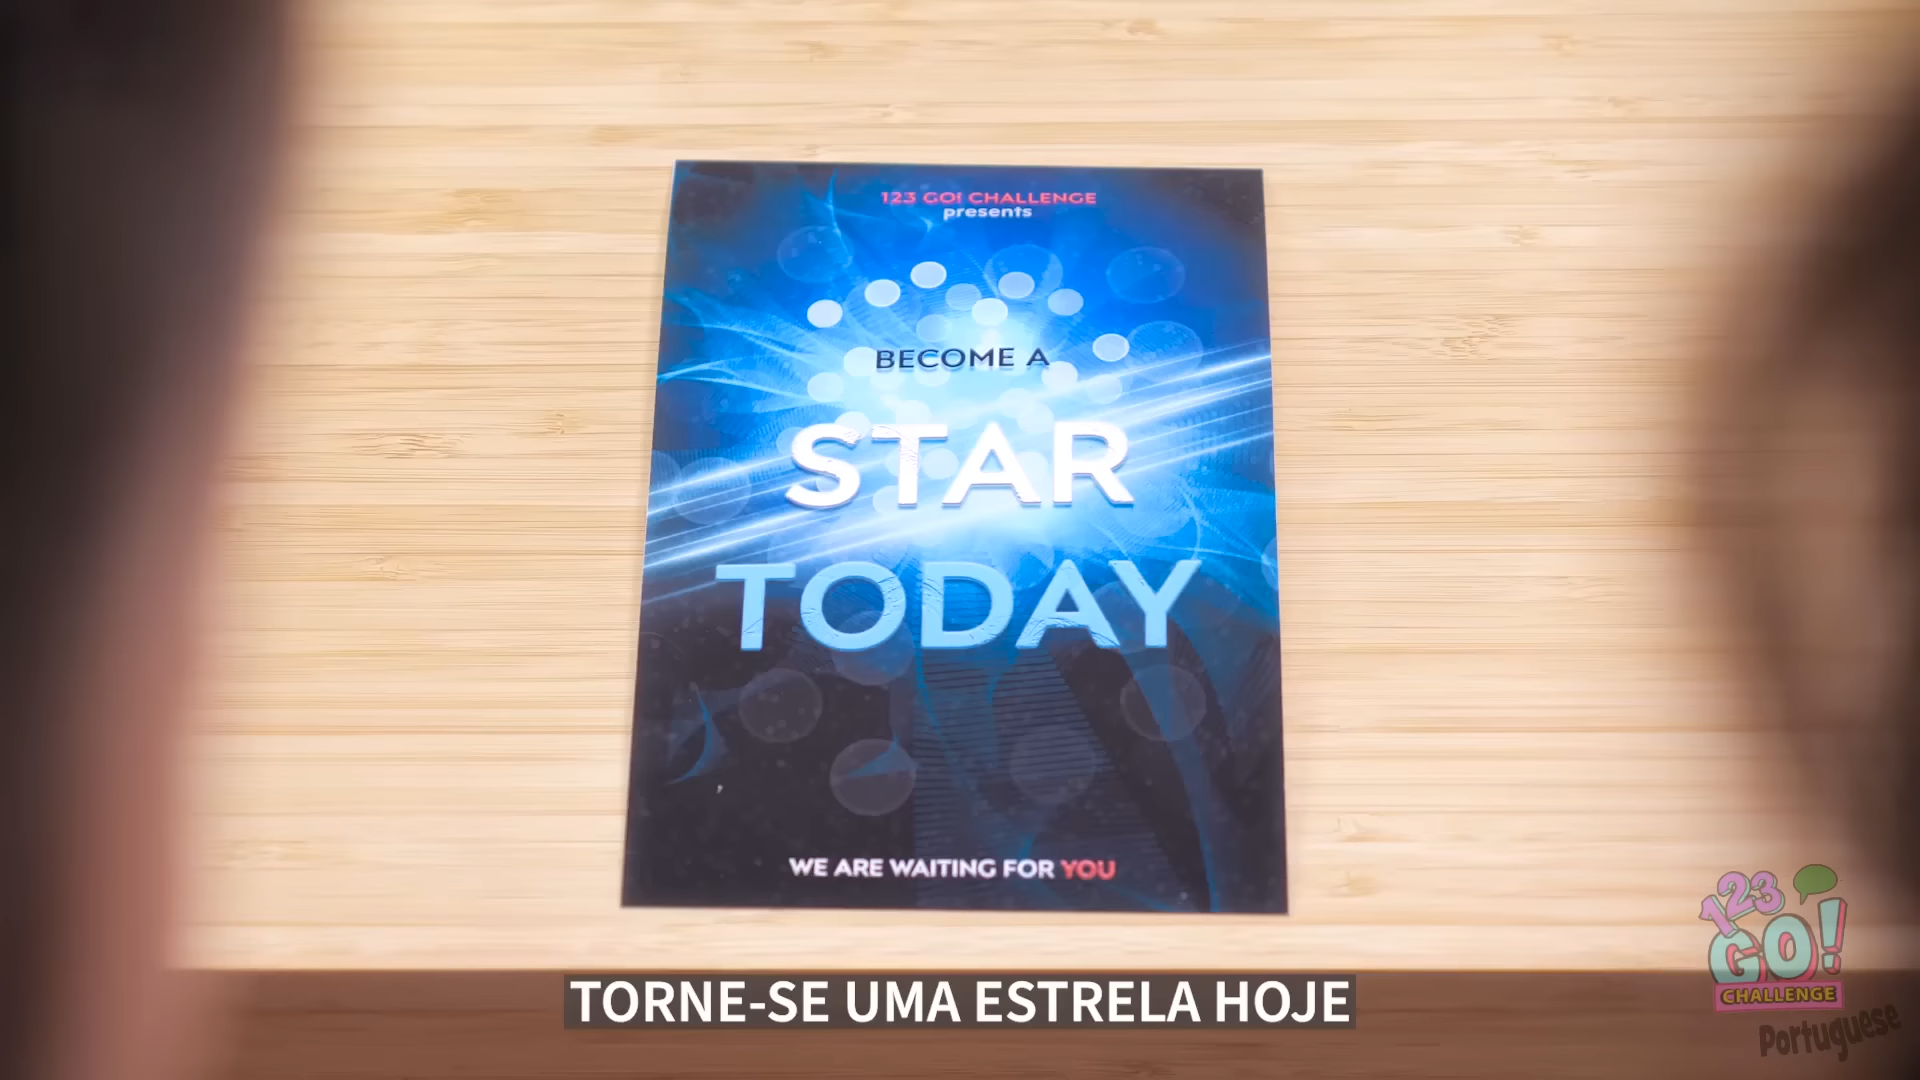 123 GO! CHALLENGE
presents
BECOME A
STAR
TODAY
WE ARE WAITING FOR YOU
TORNE-SE UMA ESTRELA HOJE
123
GO!
CHALLENGE
Portuguese